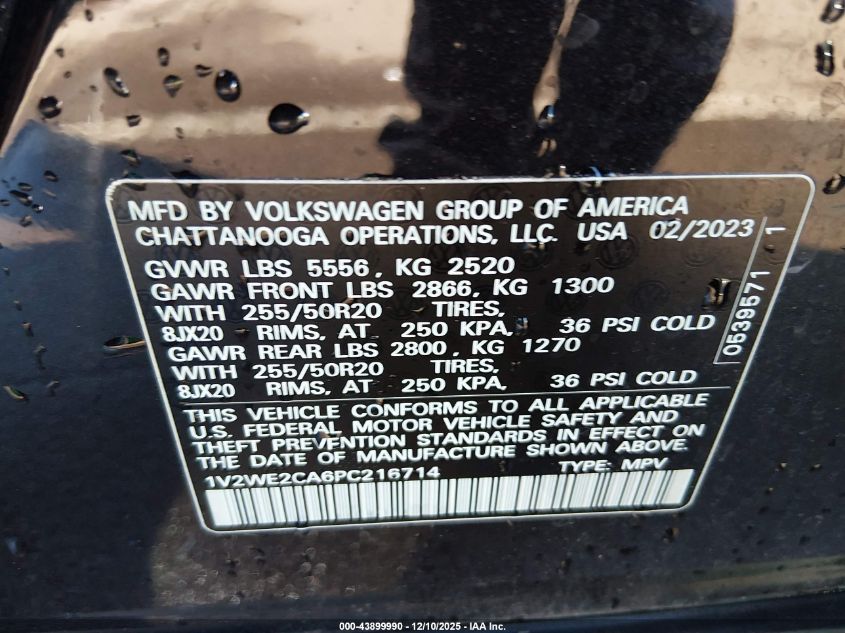 MFD BY VOLKSWAGEN GROUP OF AMERICA
CHATTANOOGA OPERATIONS, LLC. USA 02/2023
GVWR LBS 5556, KG 2520
GAWR FRONT LBS 2866, KG 1300
WITH 255/50R20 TIRES,
8JX20 RIMS, AT 250 KPA, 36 PSI COLD
GAWR REAR LBS 2800, KG 1270
WITH 255/50R20 TIRES,
8JX20 RIMS, AT 250 KPA, 36 PSI COLD
THIS VEHICLE CONFORMS TO ALL APPLICABLE
U.S. FEDERAL MOTOR VEHICLE SAFETY AND
THEFT PREVENTION STANDARDS IN EFFECT ON
THE DATE OF MANUFACTURE SHOWN ABOVE.
1V2WE2CA6PC216714 TYPE: MPV
0539571 1
000-43899990 - 12/10/2025 - IAA Inc.